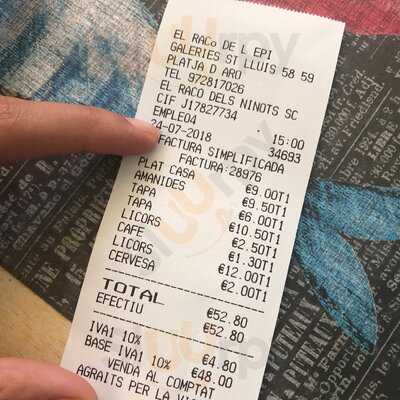 EL RACo DE L EPI
GALERIES ST LLUIS 58 59
PLATJA D ARO
TEL 972817026
EL RACO DELS NINOTS SC
CIF J17827734
EMPLE04 15:00
24-07-2018 34693
FACTURA SIMPLIFICADA
FACTURA:28976
PLAT CASA €9.00T1
AMANIDES €9.50T1
TAPA €6.00T1
TAPA €10.50T1
LICORS €2.50T1
CAFE €1.30T1
LICORS €12.00T1
CERVESA €2.00T1
TOTAL €52.80
EFECTIU €52.80
IVA1 10% €4.80
BASE IVA1 10% €48.00
VENDA AL COMPTAT
AGRAITS PER LA